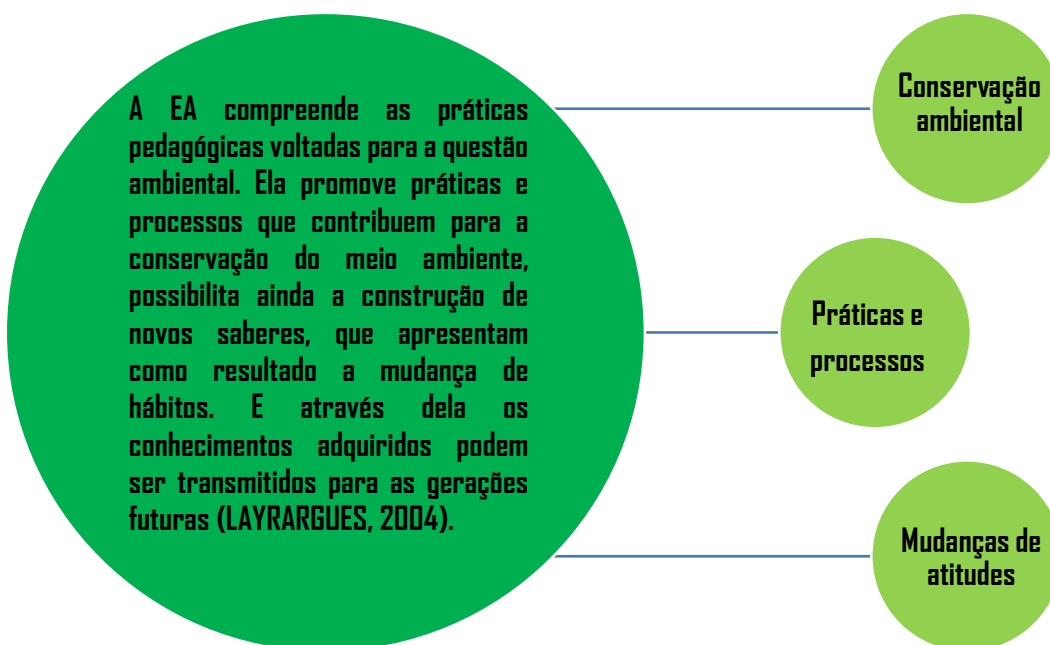 A EA compreende as práticas
pedagógicas voltadas para a questão
ambiental. Ela promove práticas e
processos que contribuem para a
conservação do meio ambiente,
possibilita ainda a construção de
novos saberes, que apresentam
como resultado a mudança de
hábitos. E através dela os
conhecimentos adquiridos podem
ser transmitidos para as gerações
futuras (LAYRARGUES, 2004).
Conservação
ambiental
Práticas e
processos
Mudanças de
atitudes